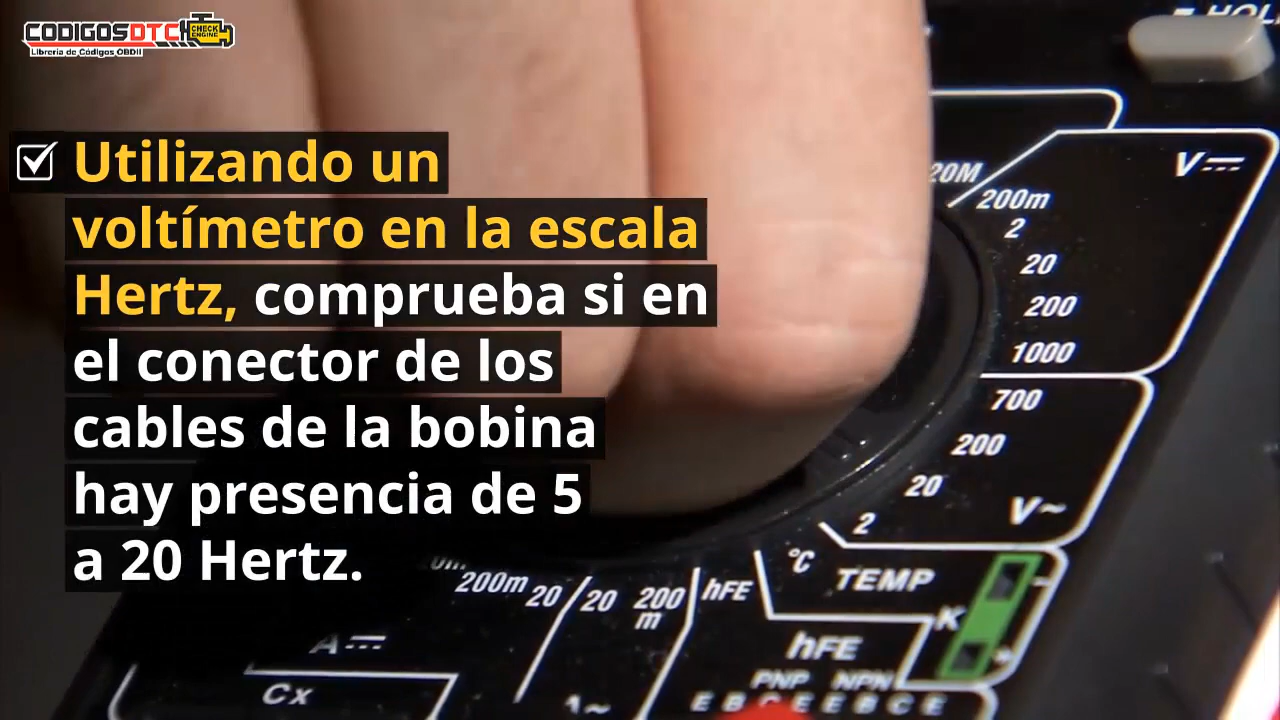 CODIGOSDTC
CHECK ENGINE
Librería de Códigos OBDII
Utilizando un
voltímetro en la escala
Hertz, comprueba si en
el conector de los
cables de la bobina
hay presencia de 5
a 20 Hertz.
20M
200m
2
20
200
1000
V
700
200
20
2
V~
°C
TEMP
K
hFE
200m 20 / 20 200 m hFE
A
Cx
PNP NPN
E B C E E B C E